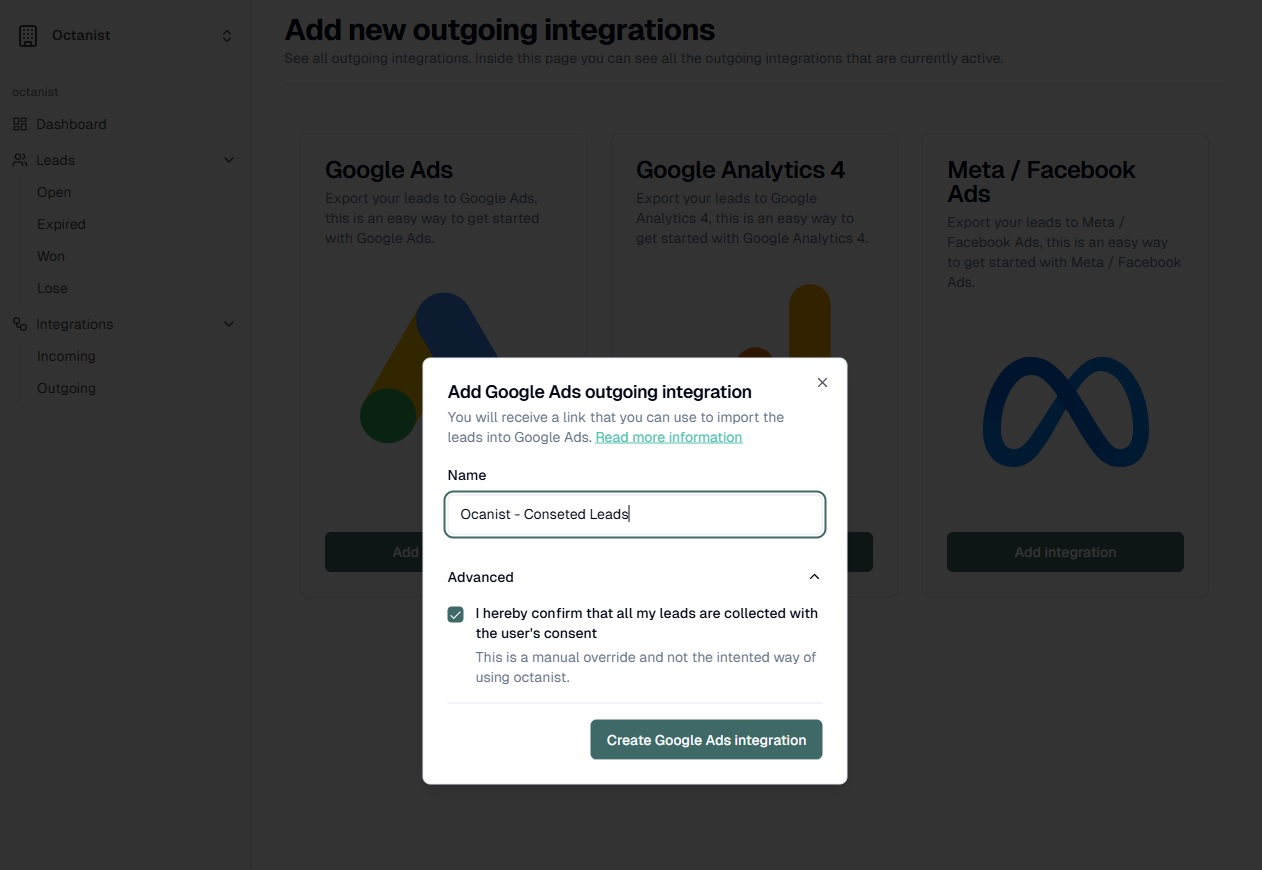 Octanist
octanist
Dashboard
Leads
Open
Expired
Won
Lose
Integrations
Incoming
Outgoing
Add new outgoing integrations
See all outgoing integrations. Inside this page you can see all the outgoing integrations that are currently active.
Google Ads
Export your leads to Google Ads,
this is an easy way to get started
with Google Ads.
Add
Google Analytics 4
Export your leads to Google
Analytics 4, this is an easy way to
get started with Google Analytics 4.
Meta / Facebook
Ads
Export your leads to Meta /
Facebook Ads, this is an easy way
to get started with Meta / Facebook
Ads.
Add integration
Add Google Ads outgoing integration
You will receive a link that you can use to import the
leads into Google Ads. Read more information
Name
Ocanist - Conseted Leads
Advanced
I hereby confirm that all my leads are collected with
the user's consent
This is a manual override and not the intented way of
using octanist.
Create Google Ads integration